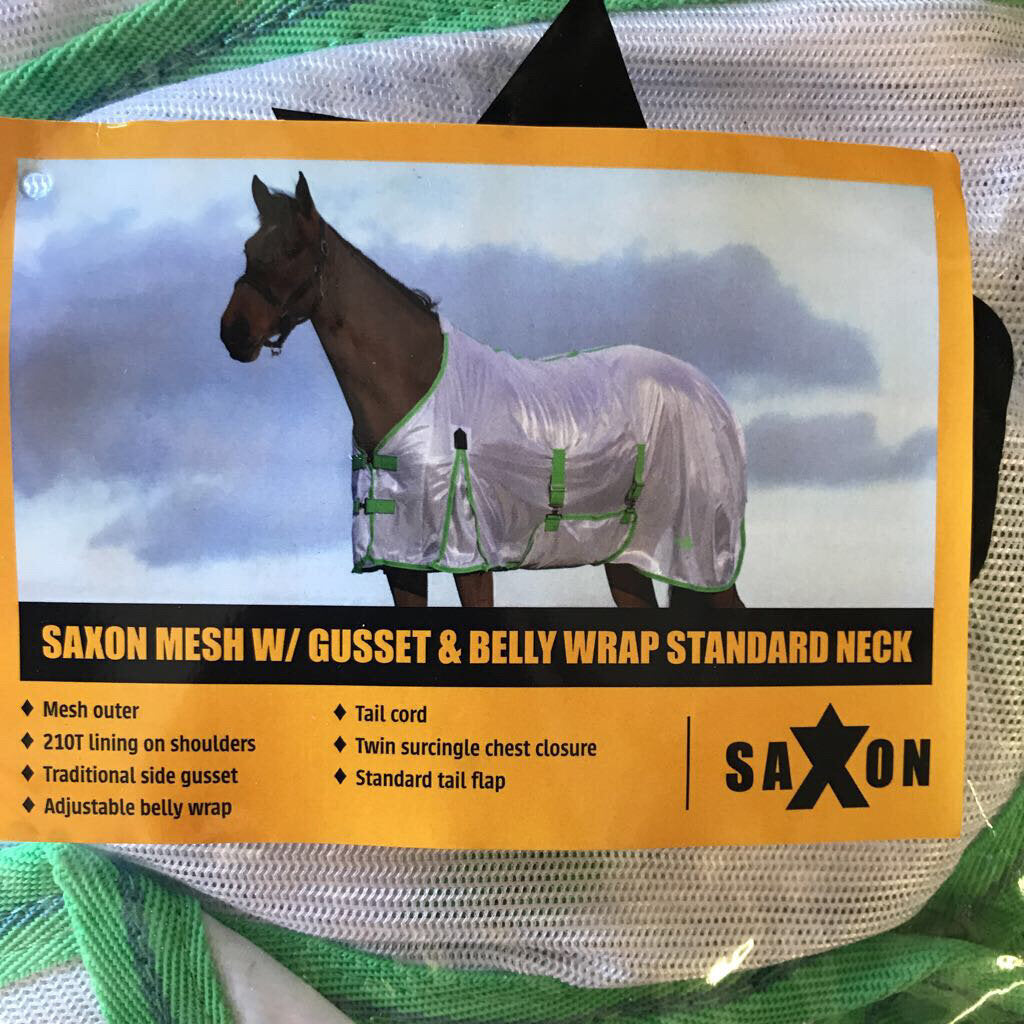 SAXON MESH W/ GUSSET & BELLY WRAP STANDARD NECK
♦ Mesh outer
♦ 210T lining on shoulders
♦ Traditional side gusset
♦ Adjustable belly wrap
♦ Tail cord
♦ Twin surcingle chest closure
♦ Standard tail flap
SAXON